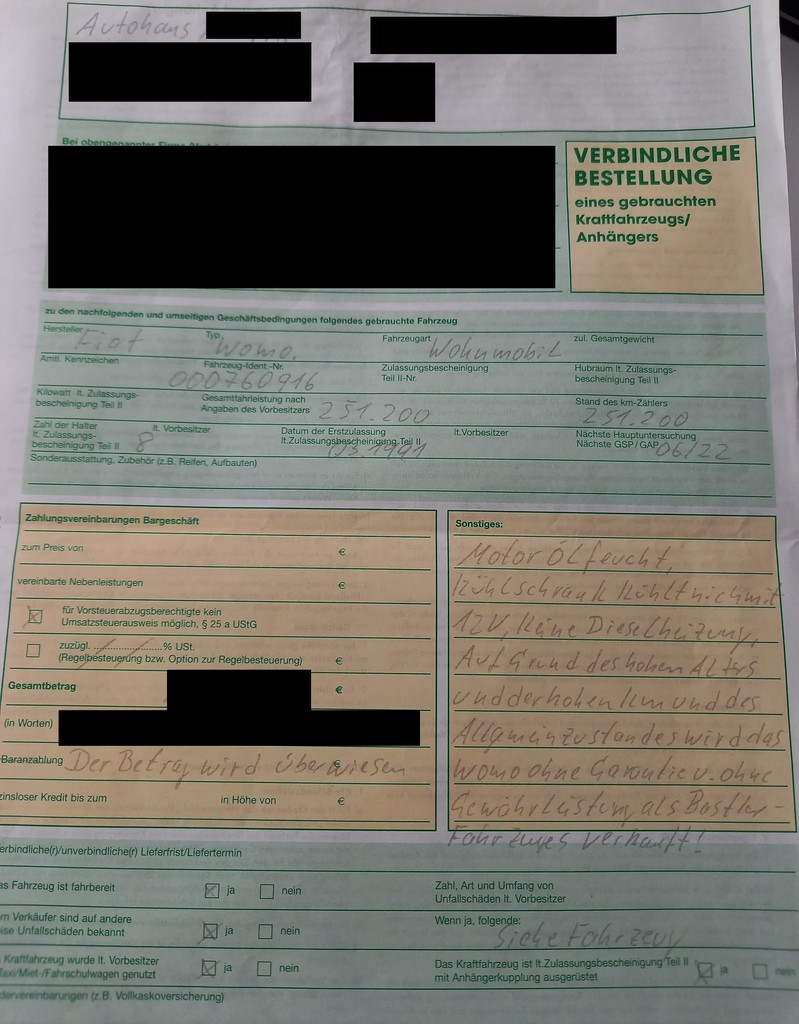 Autohaus
Bei obengenannter Firma
VERBINDLICHE
BESTELLUNG
eines gebrauchten
Kraftfahrzeugs/
Anhängers
zu den nachfolgenden und umseitigen Geschäftsbedingungen folgendes gebrauchte Fahrzeug
Hersteller Fiat Typ, Womo. Fahrzeugart Wohnmobil zul. Gesamtgewicht
Amtl. Kennzeichen Fahrzeug-Ident.-Nr. 000760916 Zulassungsbescheinigung Teil II-Nr. Hubraum lt. Zulassungs-bescheinigung Teil II
Kilowatt lt. Zulassungs-bescheinigung Teil II Gesamtfahrleistung nach Angaben des Vorbesitzers 251.200 Stand des km-Zählers 251.200
Zahl der Halter lt. Zulassungs-bescheinigung Teil II 8 lt. Vorbesitzer Datum der Erstzulassung lt.Zulassungsbescheinigung Teil II 1991 lt.Vorbesitzer Nächste Hauptuntersuchung Nächste GSP/GAP 06/22
Sonderausstattung, Zubehör (z.B. Reifen, Aufbauten)
Zahlungsvereinbarungen Bargeschäft
zum Preis von €
vereinbarte Nebenleistungen €
für Vorsteuerabzugsberechtigte kein
Umsatzsteuerausweis möglich, § 25 a UStG
zuzügl. ....................% USt.
(Regelbesteuerung bzw. Option zur Regelbesteuerung) €
Gesamtbetrag €
(in Worten)
Baranzahlung Der Betrag wird überwiesen €
zinsloser Kredit bis zum in Höhe von €
Sonstiges:
Motor Ölfeucht,
Kühlschrank Kühlt nich mit
12V, Keine Dieselheizung,
Auf Grund des hohen Alters
und der hohen Km und des
Allgemeinzustandes wird das
Womo ohne Garantie u. ohne
Gewährleistung als Bastler-
Fahrzeuges verkauft!
erbindliche(r)/unverbindliche(r) Lieferfrist/Liefertermin
as Fahrzeug ist fahrbereit ja nein
Zahl, Art und Umfang von
Unfallschäden lt. Vorbesitzer
m Verkäufer sind auf andere
ise Unfallschäden bekannt ja nein
Wenn ja, folgende:
Siehe Fahrzeug
Kraftfahrzeug wurde lt. Vorbesitzer
Taxi/Miet-/Fahrschulwagen genutzt ja nein
Das Kraftfahrzeug ist lt.Zulassungsbescheinigung Teil II
mit Anhängerkupplung ausgerüstet ja nein
dervereinbarungen (z.B. Vollkaskoversicherung)